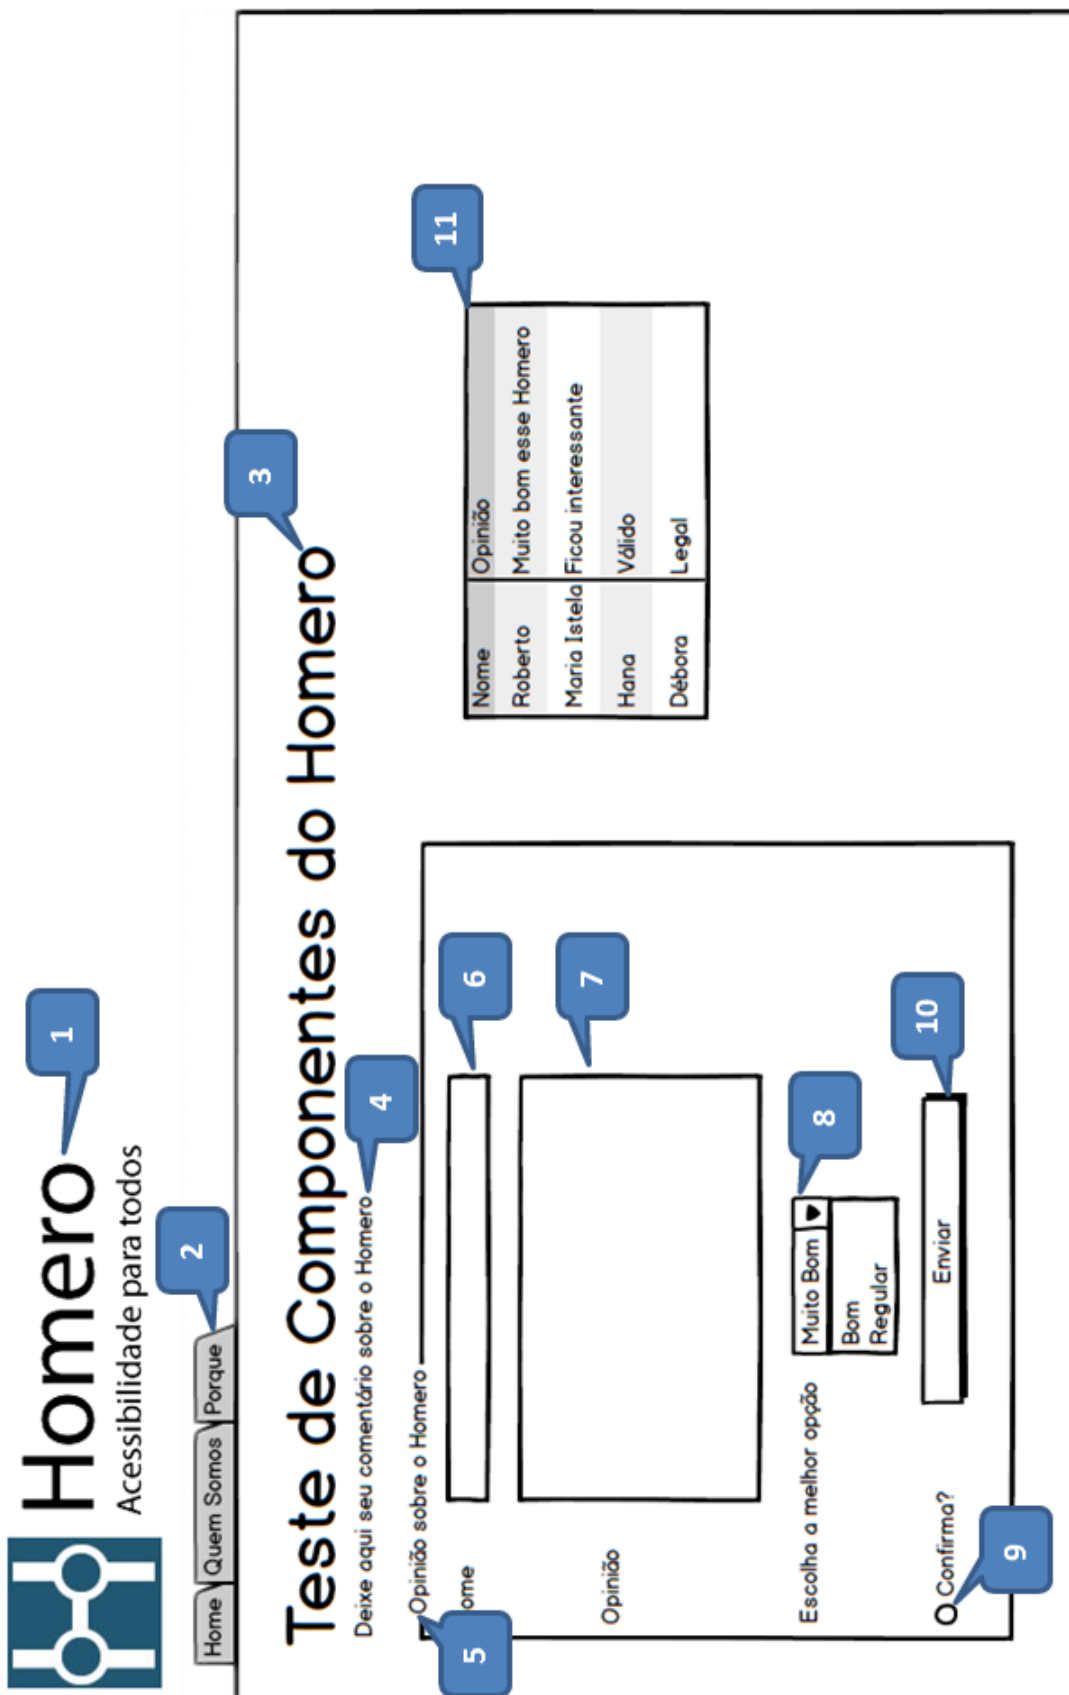 Homero
1
Acessibilidade para todos
2
Home Quem Somos Porque
3
Teste de Componentes do Homero
Deixe aqui seu comentário sobre o Homero
4
Opinião sobre o Homero
5
ome
6
Opinião
7
Escolha a melhor opção
Muito Bom
Bom
Regular
8
Confirma?
9
Enviar
10
11
Nome Opinião
Roberto Muito bom esse Homero
Maria Istela Ficou interessante
Hana Válido
Débora Legal